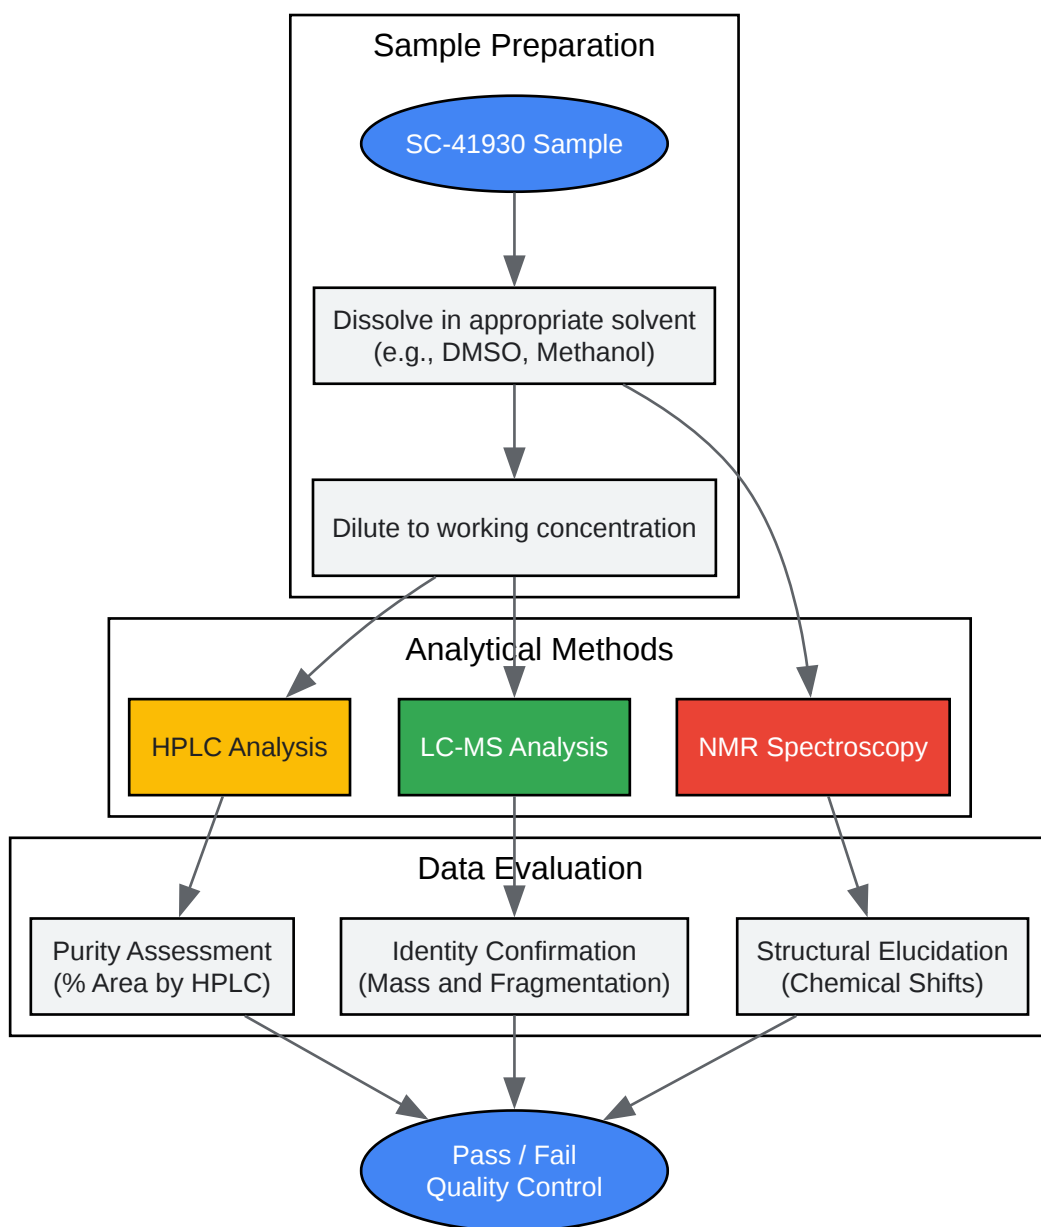 Sample Preparation
SC-41930 Sample
Dissolve in appropriate solvent
(e.g., DMSO, Methanol)
Dilute to working concentration
Analytical Methods
HPLC Analysis
LC-MS Analysis
NMR Spectroscopy
Data Evaluation
Purity Assessment
(% Area by HPLC)
Identity Confirmation
(Mass and Fragmentation)
Structural Elucidation
(Chemical Shifts)
Pass / Fail
Quality Control